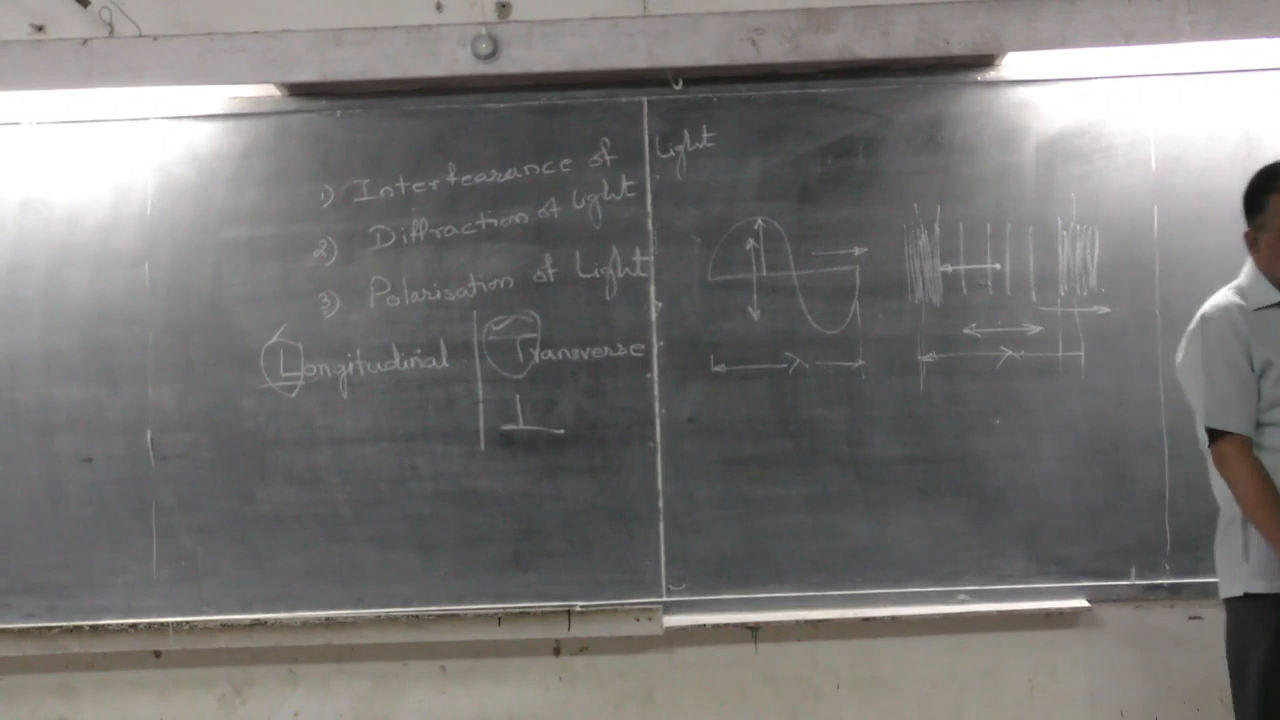 1) Interfearance of light
2) Diffraction of light
3) Polarisation of Light
Longitudinal Transverse
⊥
λ λ